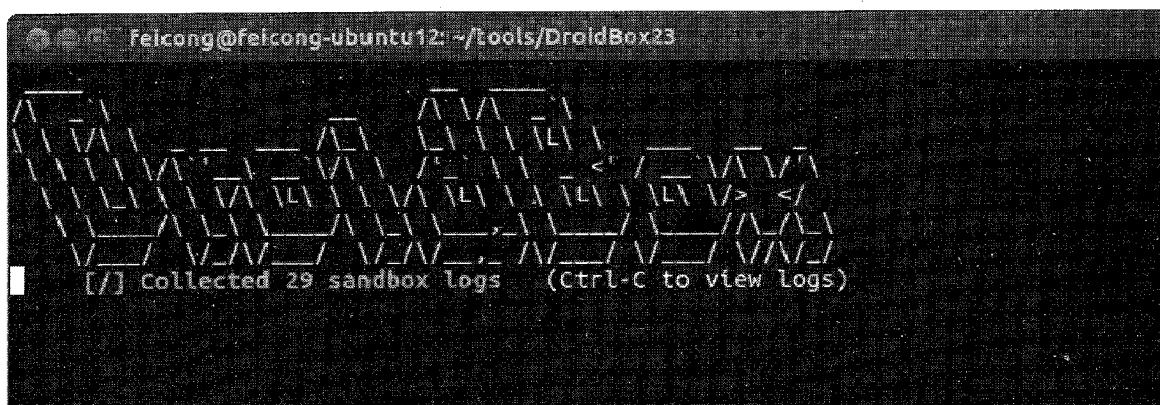 feicong@feicong-ubuntu12: ~/tools/DroidBox23
[/] Collected 29 sandbox logs (Ctrl-C to view logs)